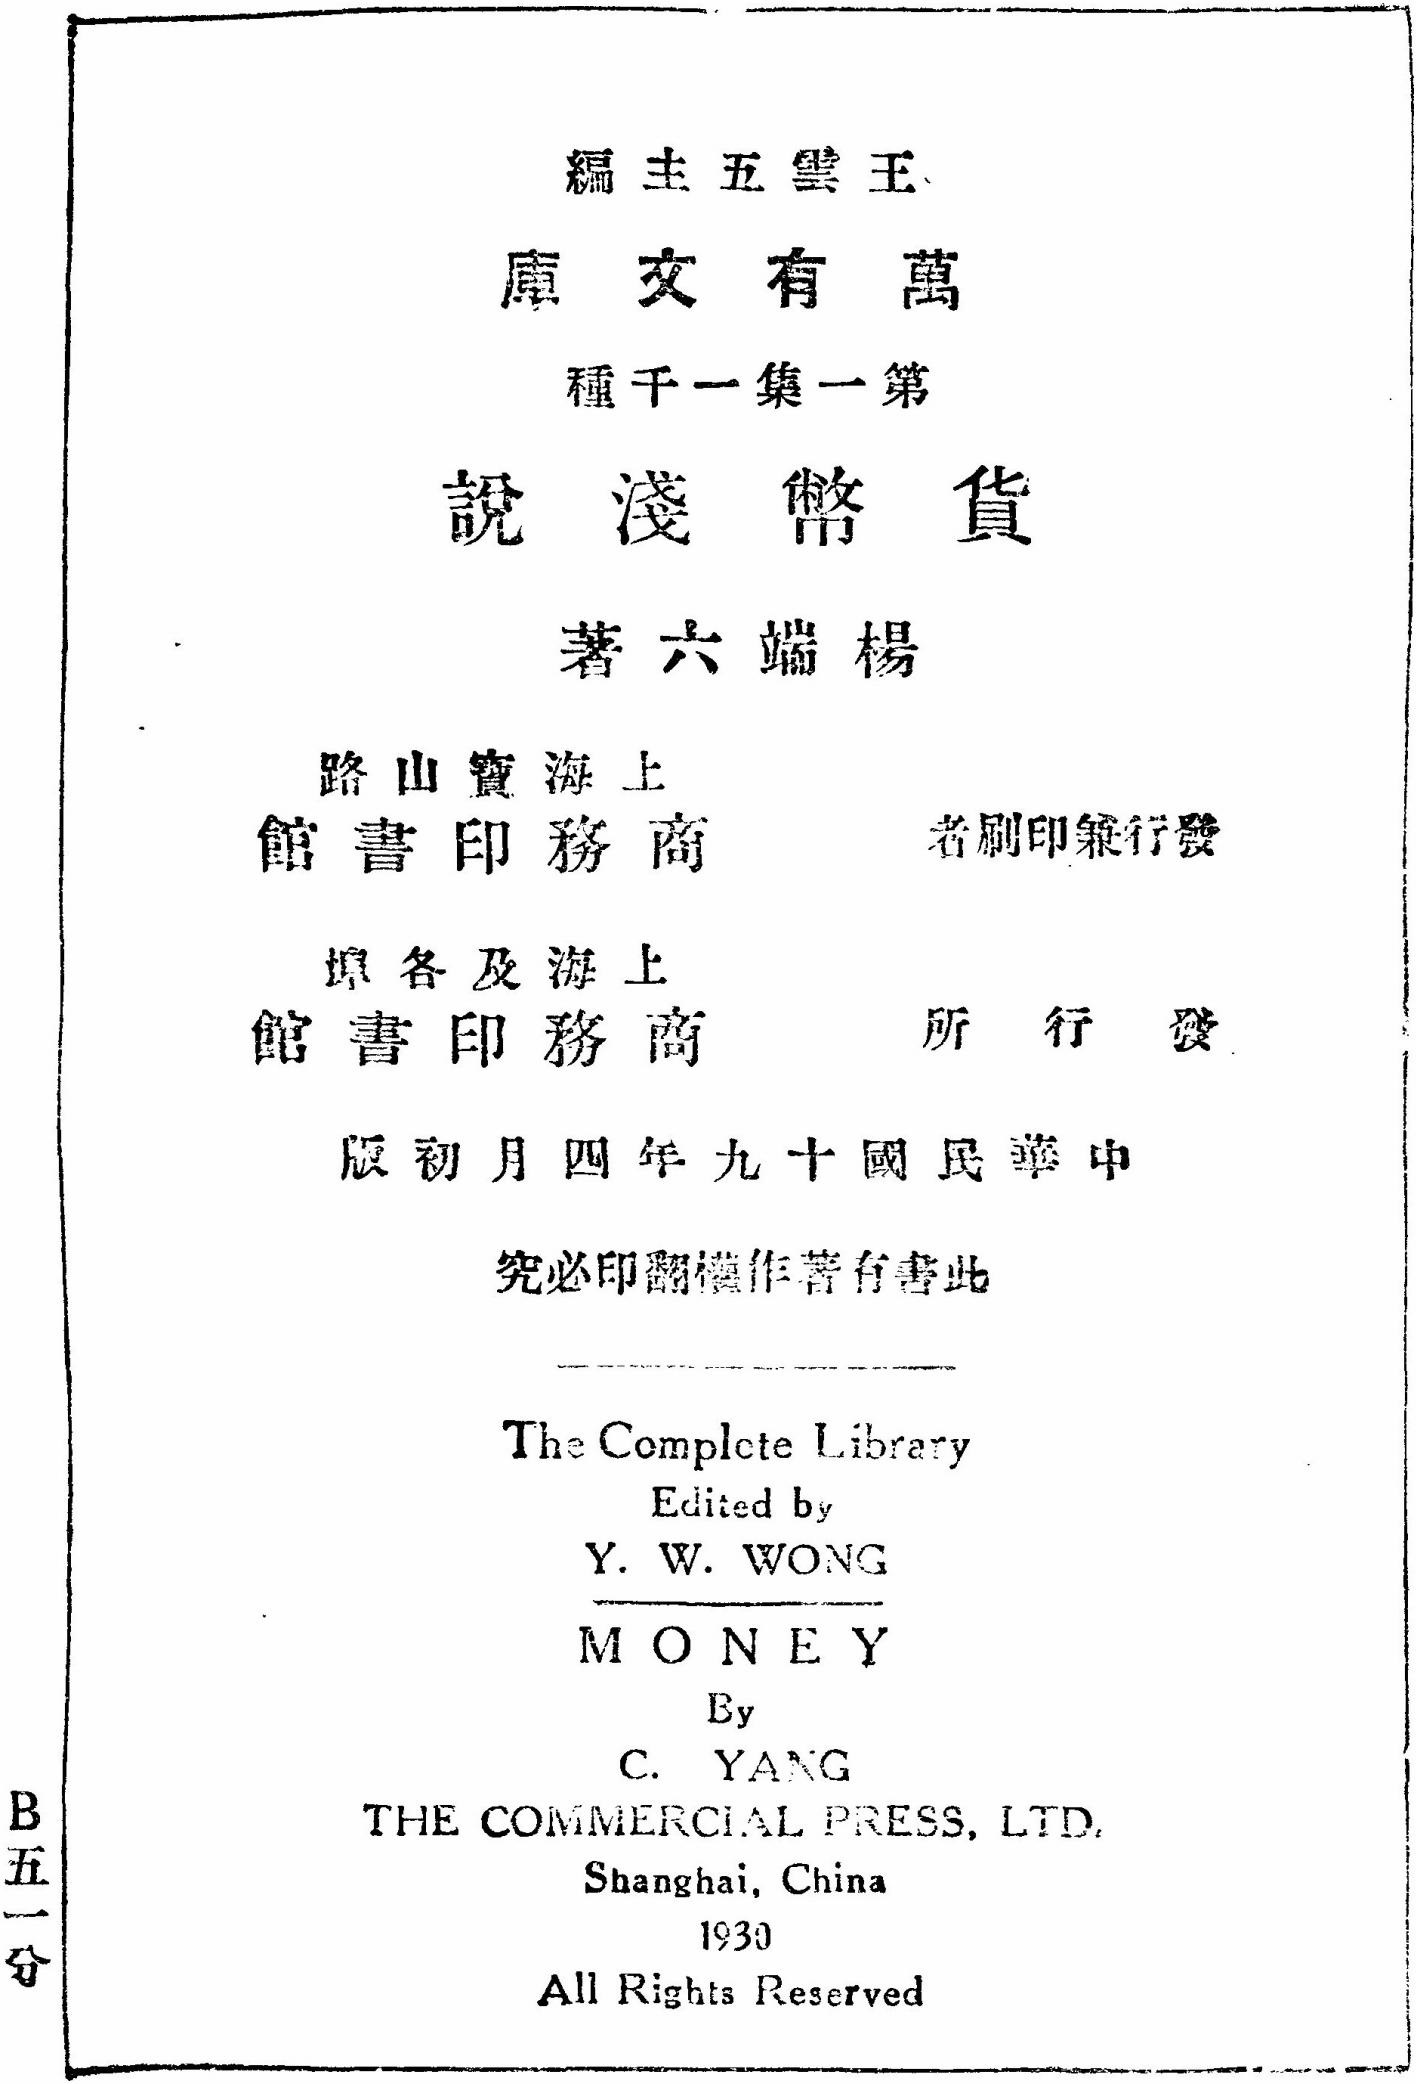 王雲五主編
萬有文庫
第一集一千種
貨幣淺說
楊端六著
發行兼印刷者
上海寶山路
商務印書館
發行所
上海及各埠
商務印書館
中華民國十九年四月初版
此書有著作權翻印必究
The Complete Library
Edited by
Y. W. WONG
MONEY
By
C. YANG
THE COMMERCIAL PRESS, LTD.
Shanghai, China
1930
All Rights Reserved
B五一分